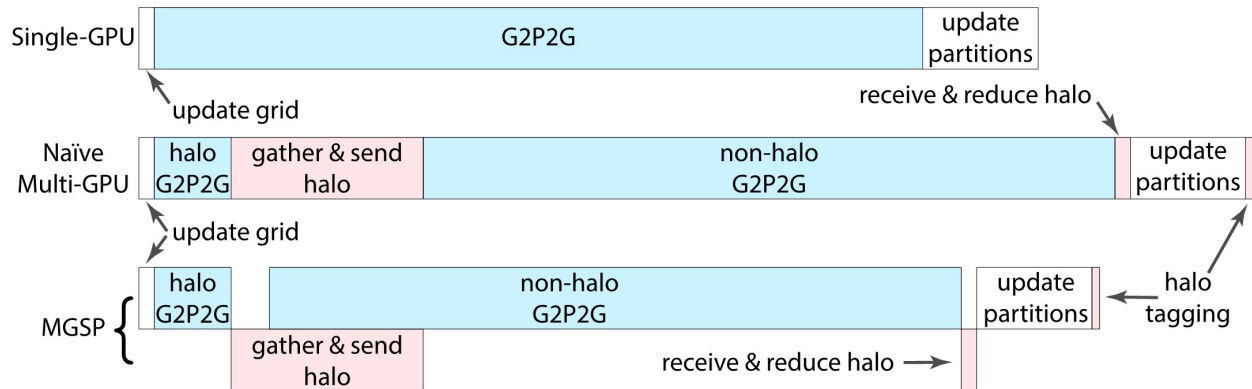 Single-GPU
G2P2G
update
partitions
update grid
receive & reduce halo
Naïve
Multi-GPU
halo
G2P2G
gather & send
halo
non-halo
G2P2G
update
partitions
update grid
MGSP
halo
G2P2G
non-halo
G2P2G
update
partitions
halo
tagging
gather & send
halo
receive & reduce halo